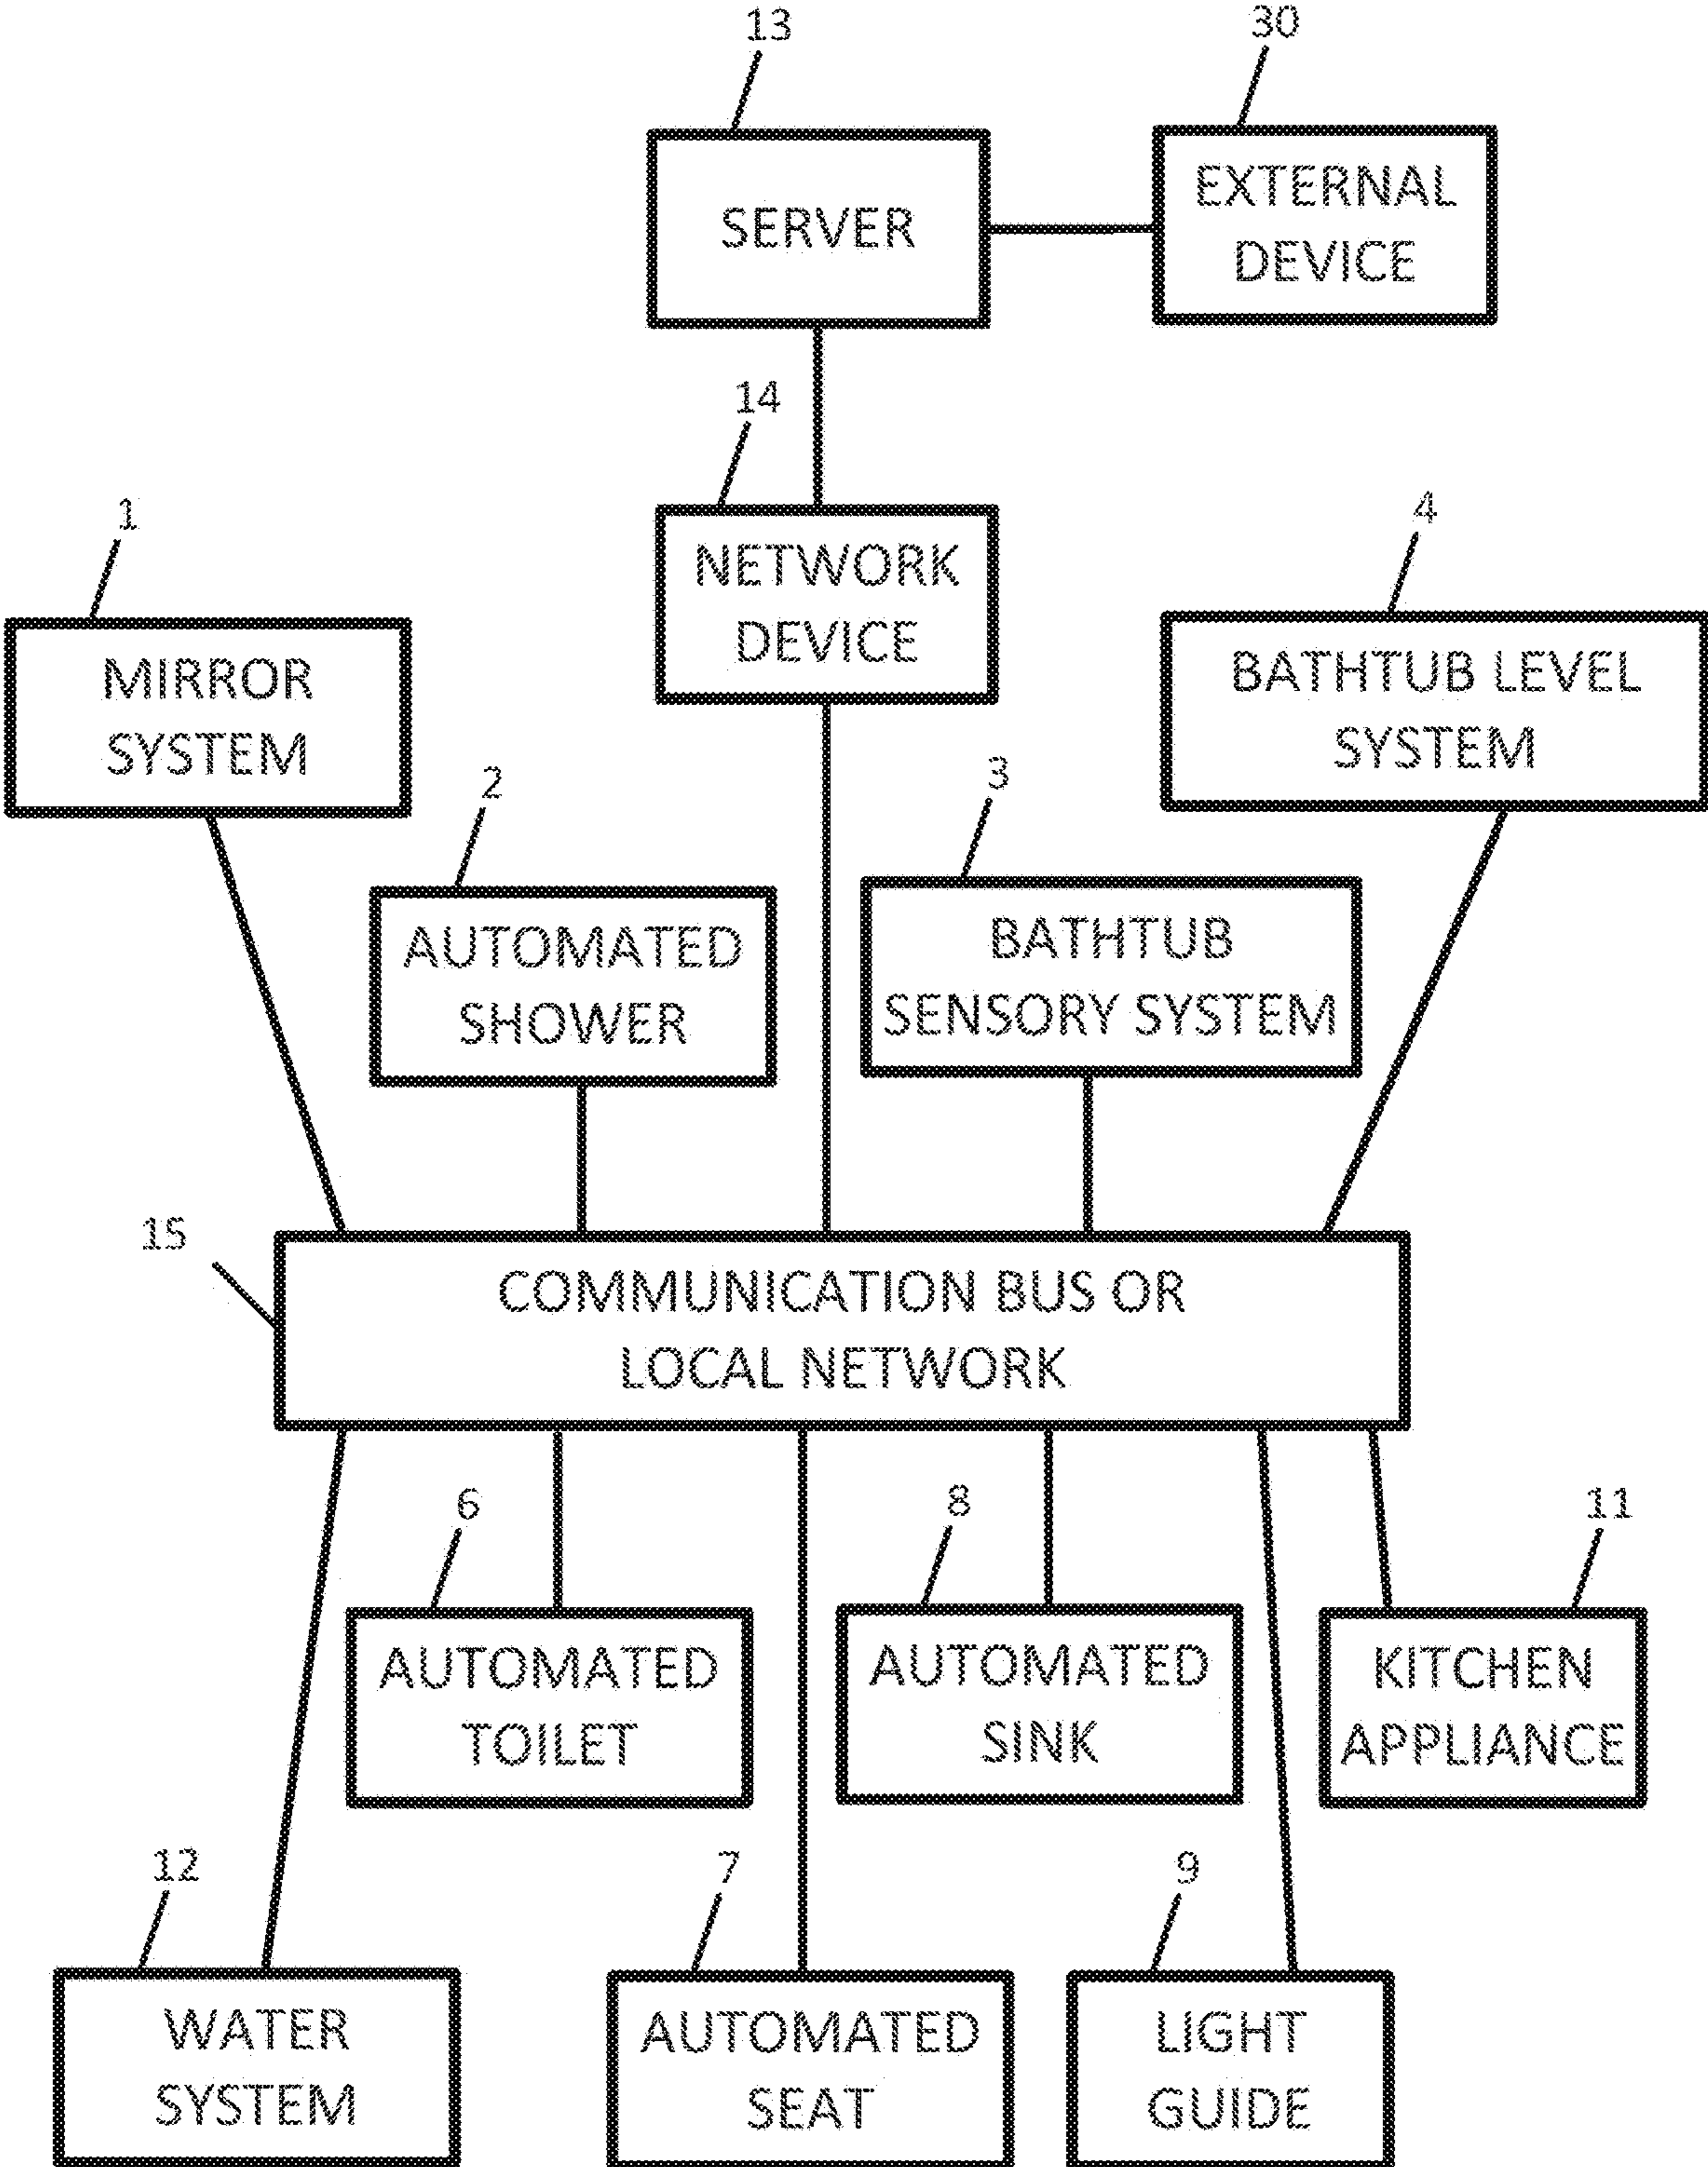 13
30
SERVER
EXTERNAL
DEVICE
14
NETWORK
DEVICE
1
MIRROR
SYSTEM
4
BATHTUB LEVEL
SYSTEM
2
AUTOMATED
SHOWER
3
BATHTUB
SENSORY SYSTEM
15
COMMUNICATION BUS OR
LOCAL NETWORK
6
AUTOMATED
TOILET
8
AUTOMATED
SINK
11
KITCHEN
APPLIANCE
12
WATER
SYSTEM
7
AUTOMATED
SEAT
9
LIGHT
GUIDE